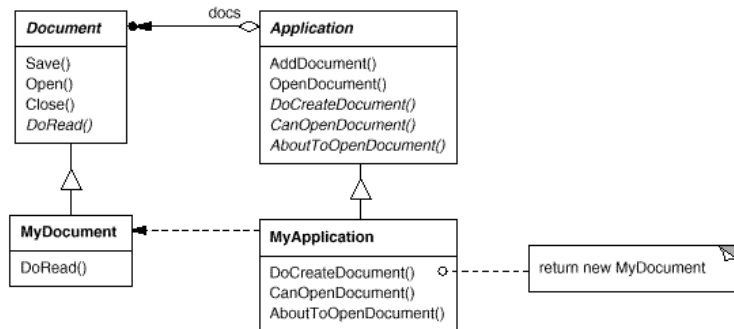 docs
Document
Save()
Open()
Close()
DoRead()
Application
AddDocument()
OpenDocument()
DoCreateDocument()
CanOpenDocument()
AboutToOpenDocument()
MyDocument
DoRead()
MyApplication
DoCreateDocument()
CanOpenDocument()
AboutToOpenDocument()
return new MyDocument